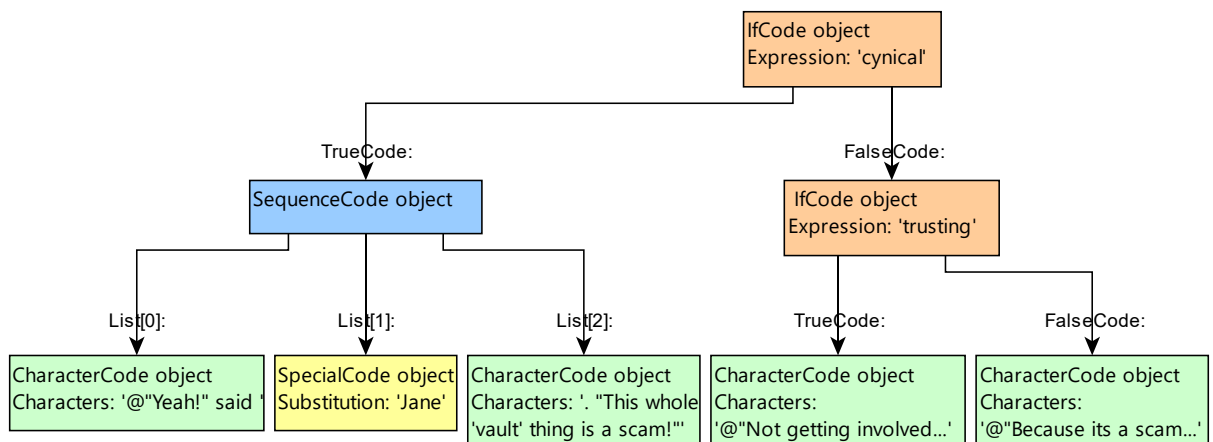 IfCode object
Expression: 'cynical'
TrueCode:
FalseCode:
SequenceCode object
IfCode object
Expression: 'trusting'
List[0]:
List[1]:
List[2]:
TrueCode:
FalseCode:
CharacterCode object
Characters: '@"Yeah!" said '
SpecialCode object
Substitution: 'Jane'
CharacterCode object
Characters: '. "This whole
'vault' thing is a scam!"'
CharacterCode object
Characters:
'@"Not getting involved...'
CharacterCode object
Characters:
'@"Because its a scam...'